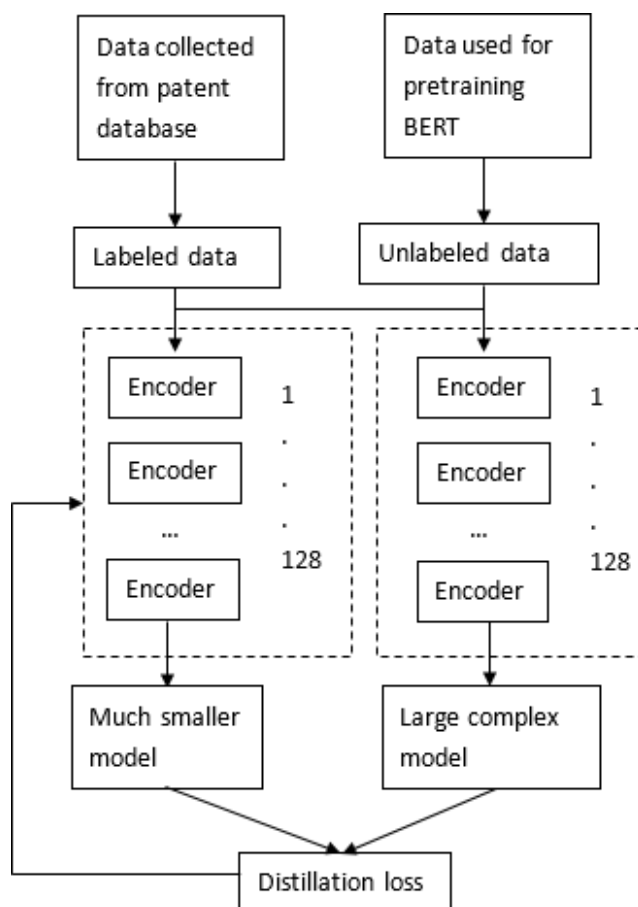 Data collected
from patent
database
Data used for
pretraining
BERT
Labeled data
Unlabeled data
Encoder
Encoder
...
Encoder
1
.
.
.
128
Encoder
Encoder
...
Encoder
1
.
.
.
128
Much smaller
model
Large complex
model
Distillation loss